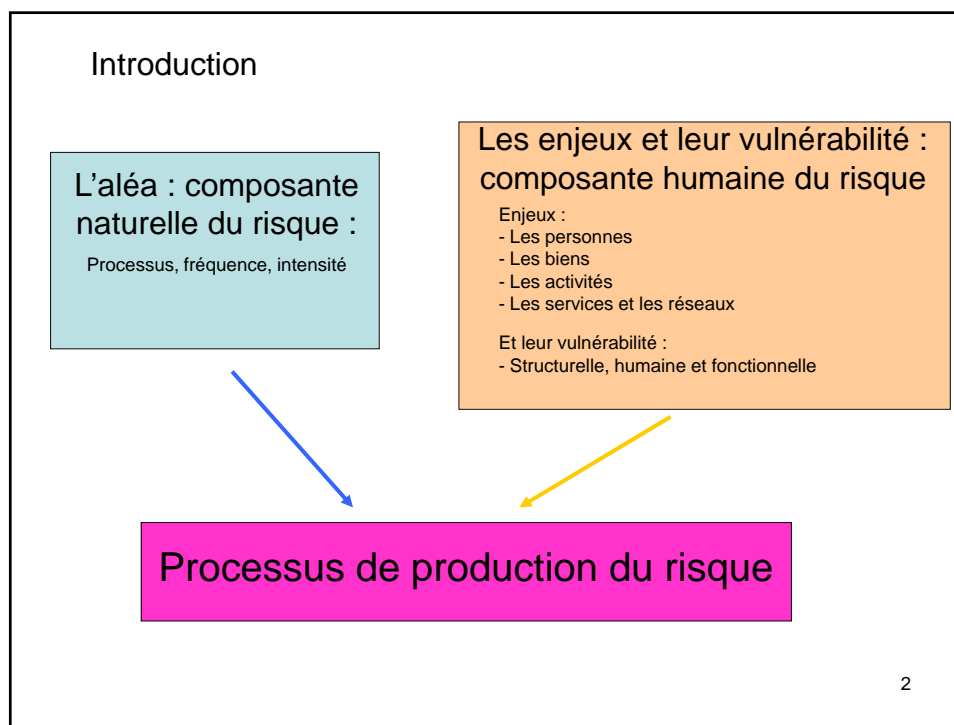 Introduction
L'aléa : composante
naturelle du risque :
Processus, fréquence, intensité
Les enjeux et leur vulnérabilité :
composante humaine du risque
Enjeux :
- Les personnes
- Les biens
- Les activités
- Les services et les réseaux
Et leur vulnérabilité :
- Structurelle, humaine et fonctionnelle
Processus de production du risque
2